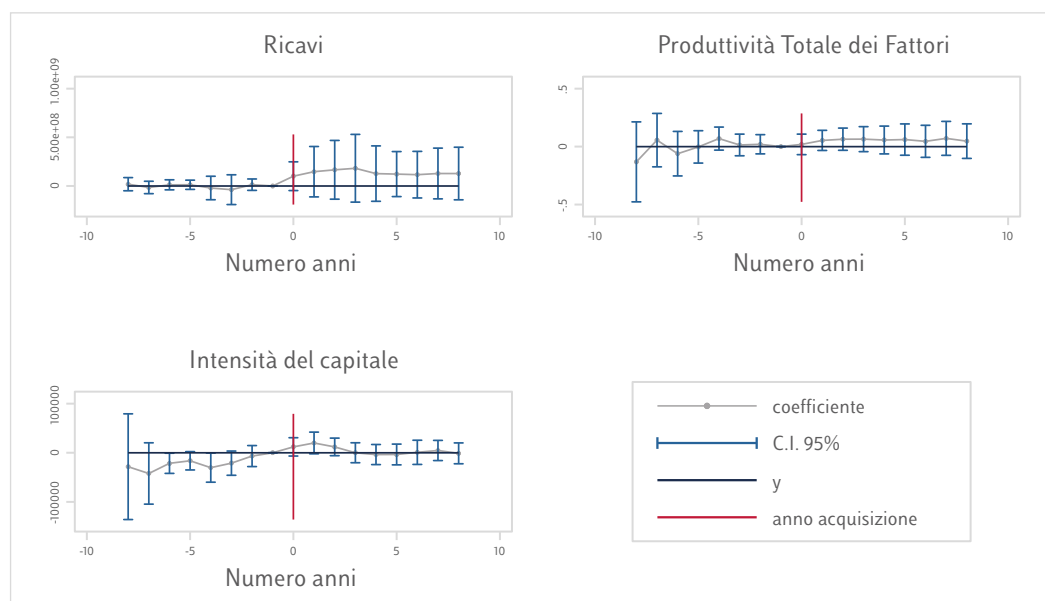 Ricavi
1.00e+09
5.00e+08
0
-10
-5
0
5
10
Numero anni
Produttività Totale dei Fattori
.5
0
-.5
-10
-5
0
5
10
Numero anni
Intensità del capitale
100000
0
-100000
-10
-5
0
5
10
Numero anni
coefficiente
C.I. 95%
y
anno acquisizione